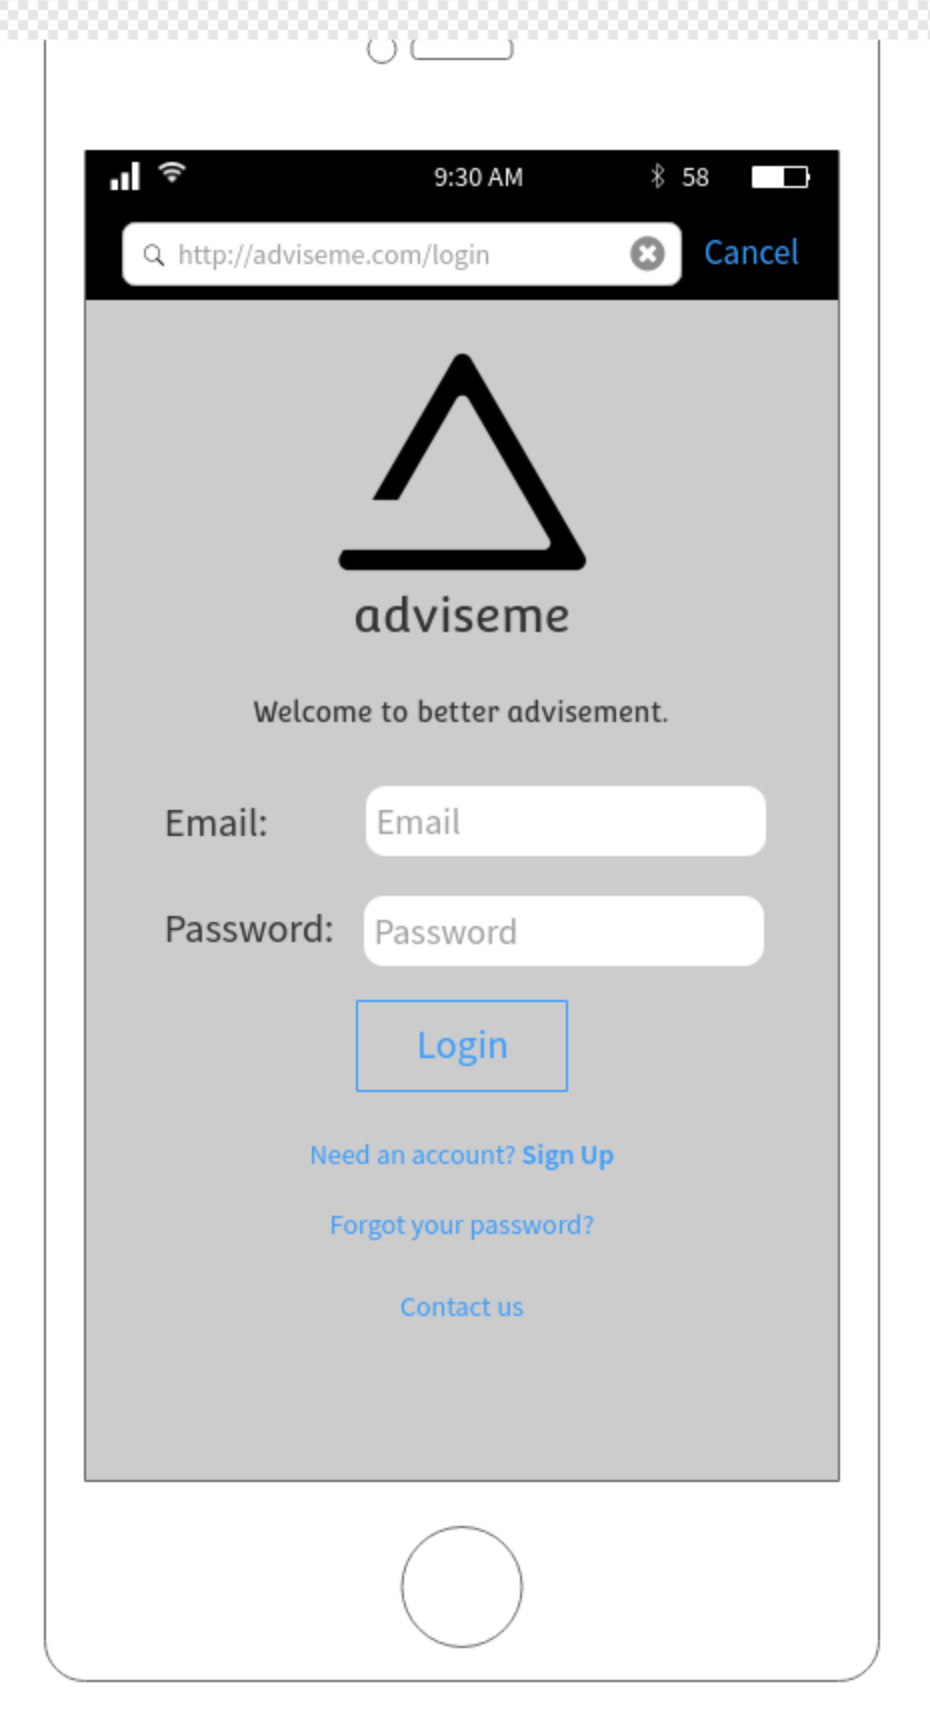 9:30 AM 58
http://adviseme.com/login Cancel
adviseme
Welcome to better advisement.
Email: Email
Password: Password
Login
Need an account? Sign Up
Forgot your password?
Contact us